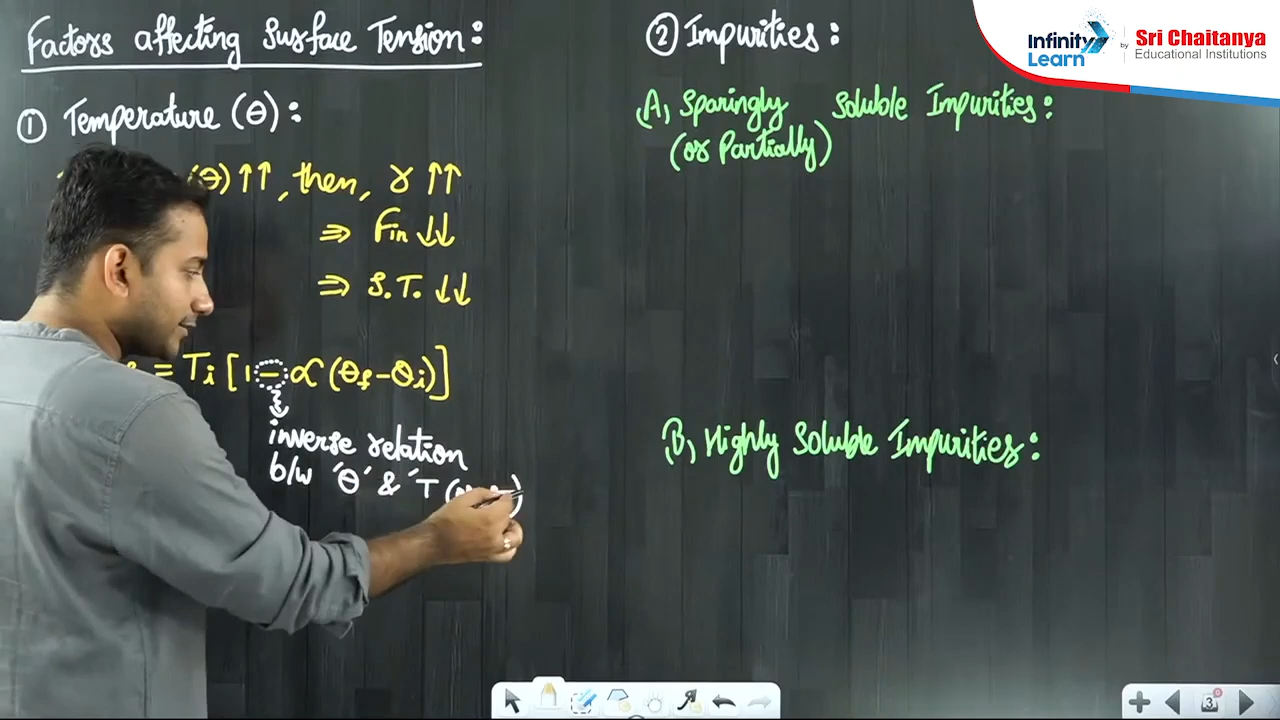 Factors affecting Surface Tension:
① Temperature (θ):
(θ) ↑↑, then, r ↑↑
⇒ Fin ↓↓
⇒ S.T. ↓↓
= Ti [1 - α (θf - θi)]
inverse relation
b/w 'θ' & 'T
② Impurities:
A, Sparingly Soluble Impurities:
(or Partially)
B, Highly Soluble Impurities:
Infinity Learn by Sri Chaitanya
Educational Institutions
3